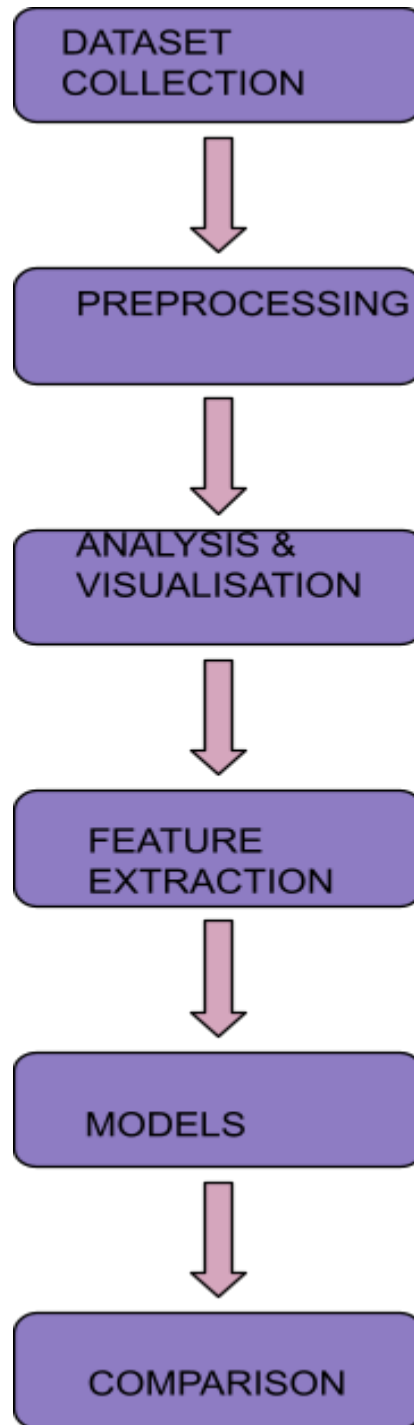 DATASET
COLLECTION
PREPROCESSING
ANALYSIS &
VISUALISATION
FEATURE
EXTRACTION
MODELS
COMPARISON